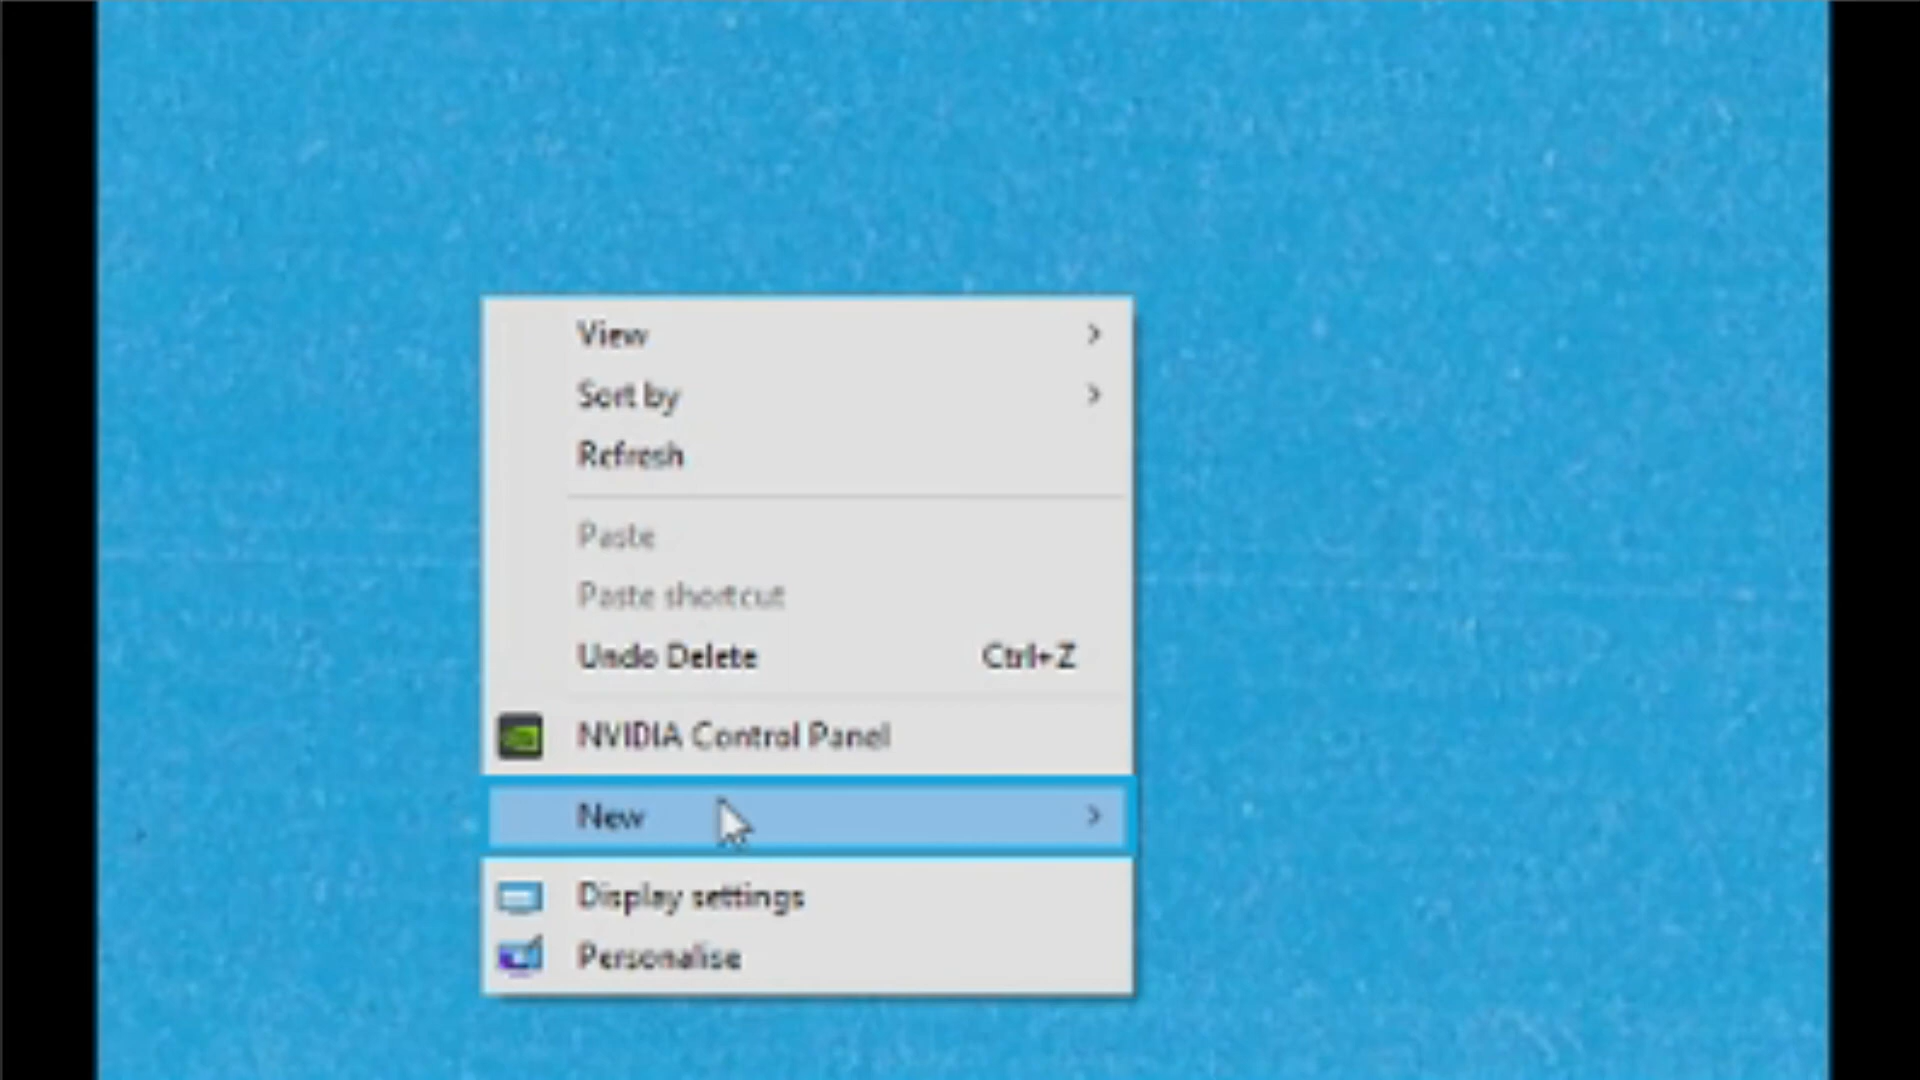 View
Sort by
Refresh
Paste
Paste shortcut
Undo Delete Ctrl+Z
NVIDIA Control Panel
New
Display settings
Personalise